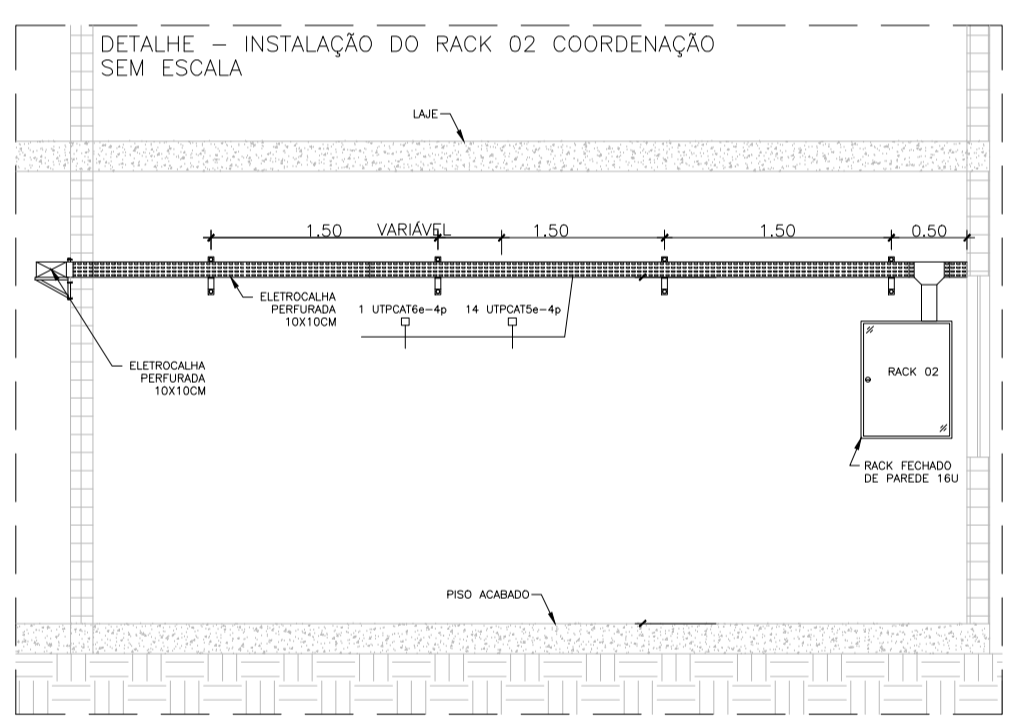 DETALHE – INSTALAÇÃO DO RACK 02 COORDENAÇÃO
SEM ESCALA
LAJE
1.50 VARIÁVEL 1.50 1.50 0.50
ELETROCALHA
PERFURADA
10X10CM
1 UTPCAT6e-4p 14 UTPCAT5e-4p
ELETROCALHA
PERFURADA
10X10CM
RACK 02
RACK FECHADO
DE PAREDE 16U
PISO ACABADO